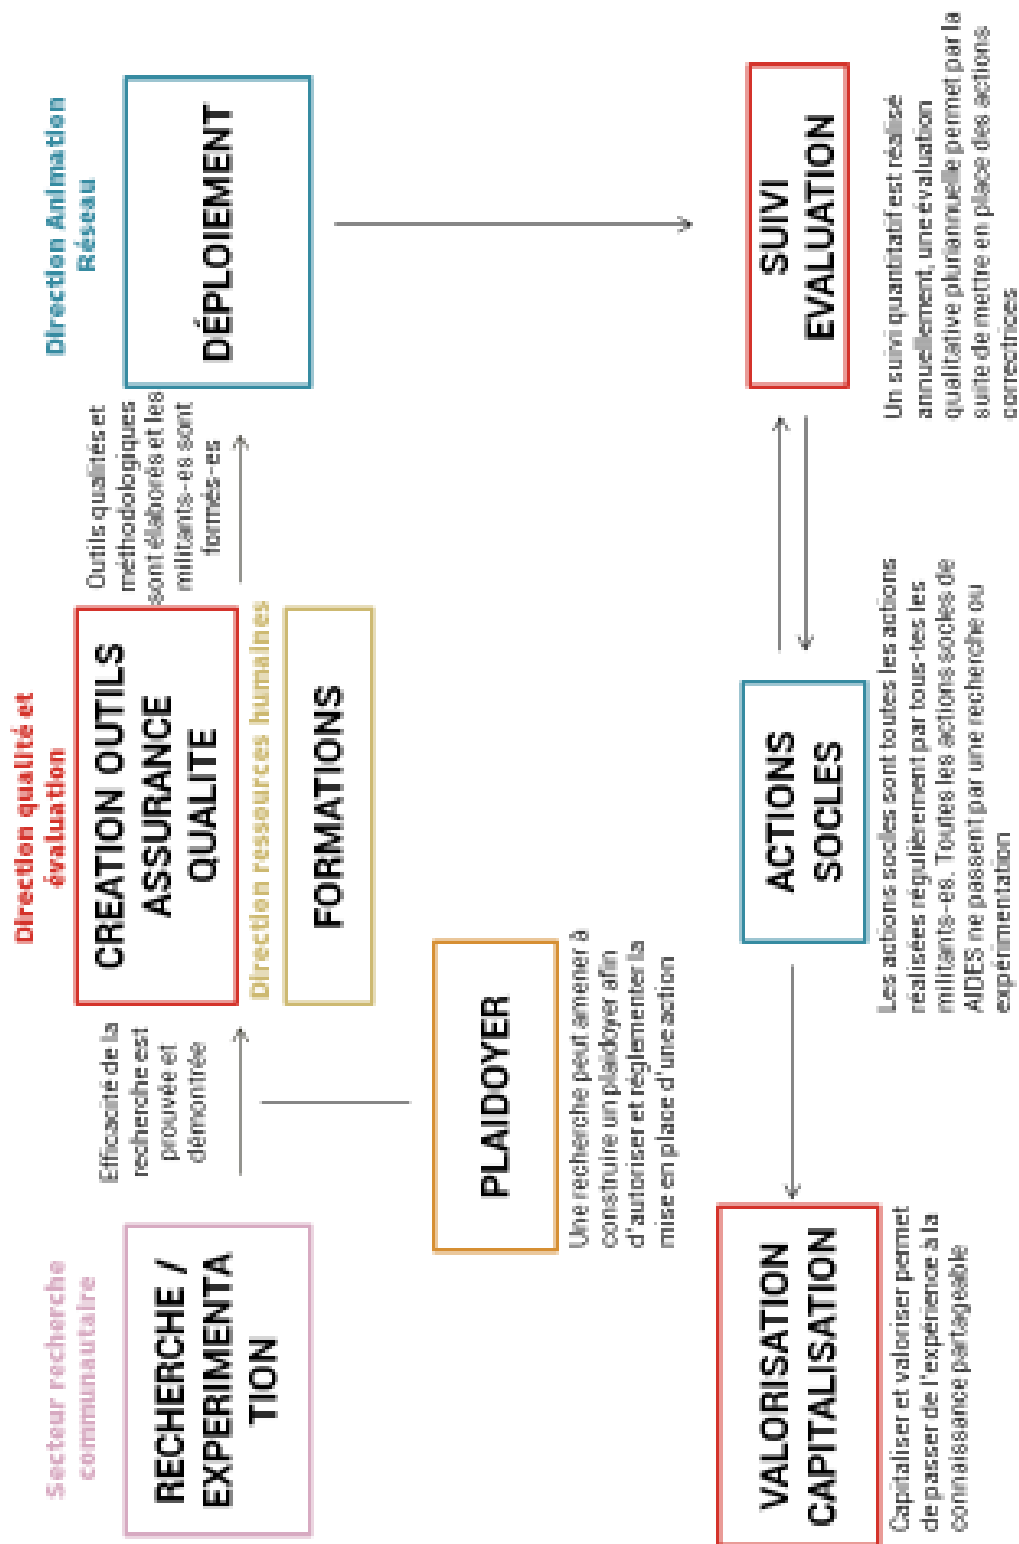 Secteur recherche
communautaire
RECHERCHE /
EXPERIMENTA
TION
Efficacité de la
recherche est
prouvée et
démontrée
Direction qualité et
évaluation
CREATION OUTILS
ASSURANCE
QUALITE
Direction ressources humaines
FORMATIONS
Outils qualités et
méthodologiques
sont élaborés et les
militants-es sont
formés-es
Direction Animation
Réseau
DÉPLOIEMENT
PLAIDOYER
Une recherche peut amener à
construire un plaidoyer afin
d'autoriser et réglementer la
mise en place d'une action
VALORISATION
CAPITALISATION
Capitaliser et valoriser permet
de passer de l'expérience à la
connaissance partageable
ACTIONS
SOCLES
Les actions socles sont toutes les actions
réalisées régulièrement par tous-tes les
militants-es. Toutes les actions socles de
AIDES ne passent par une recherche ou
expérimentation
SUIVI
EVALUATION
Un suivi quantitatif est réalisé
annuellement, une évaluation
qualitative pluriannuelle permet par la
suite de mettre en place des actions
correctrices